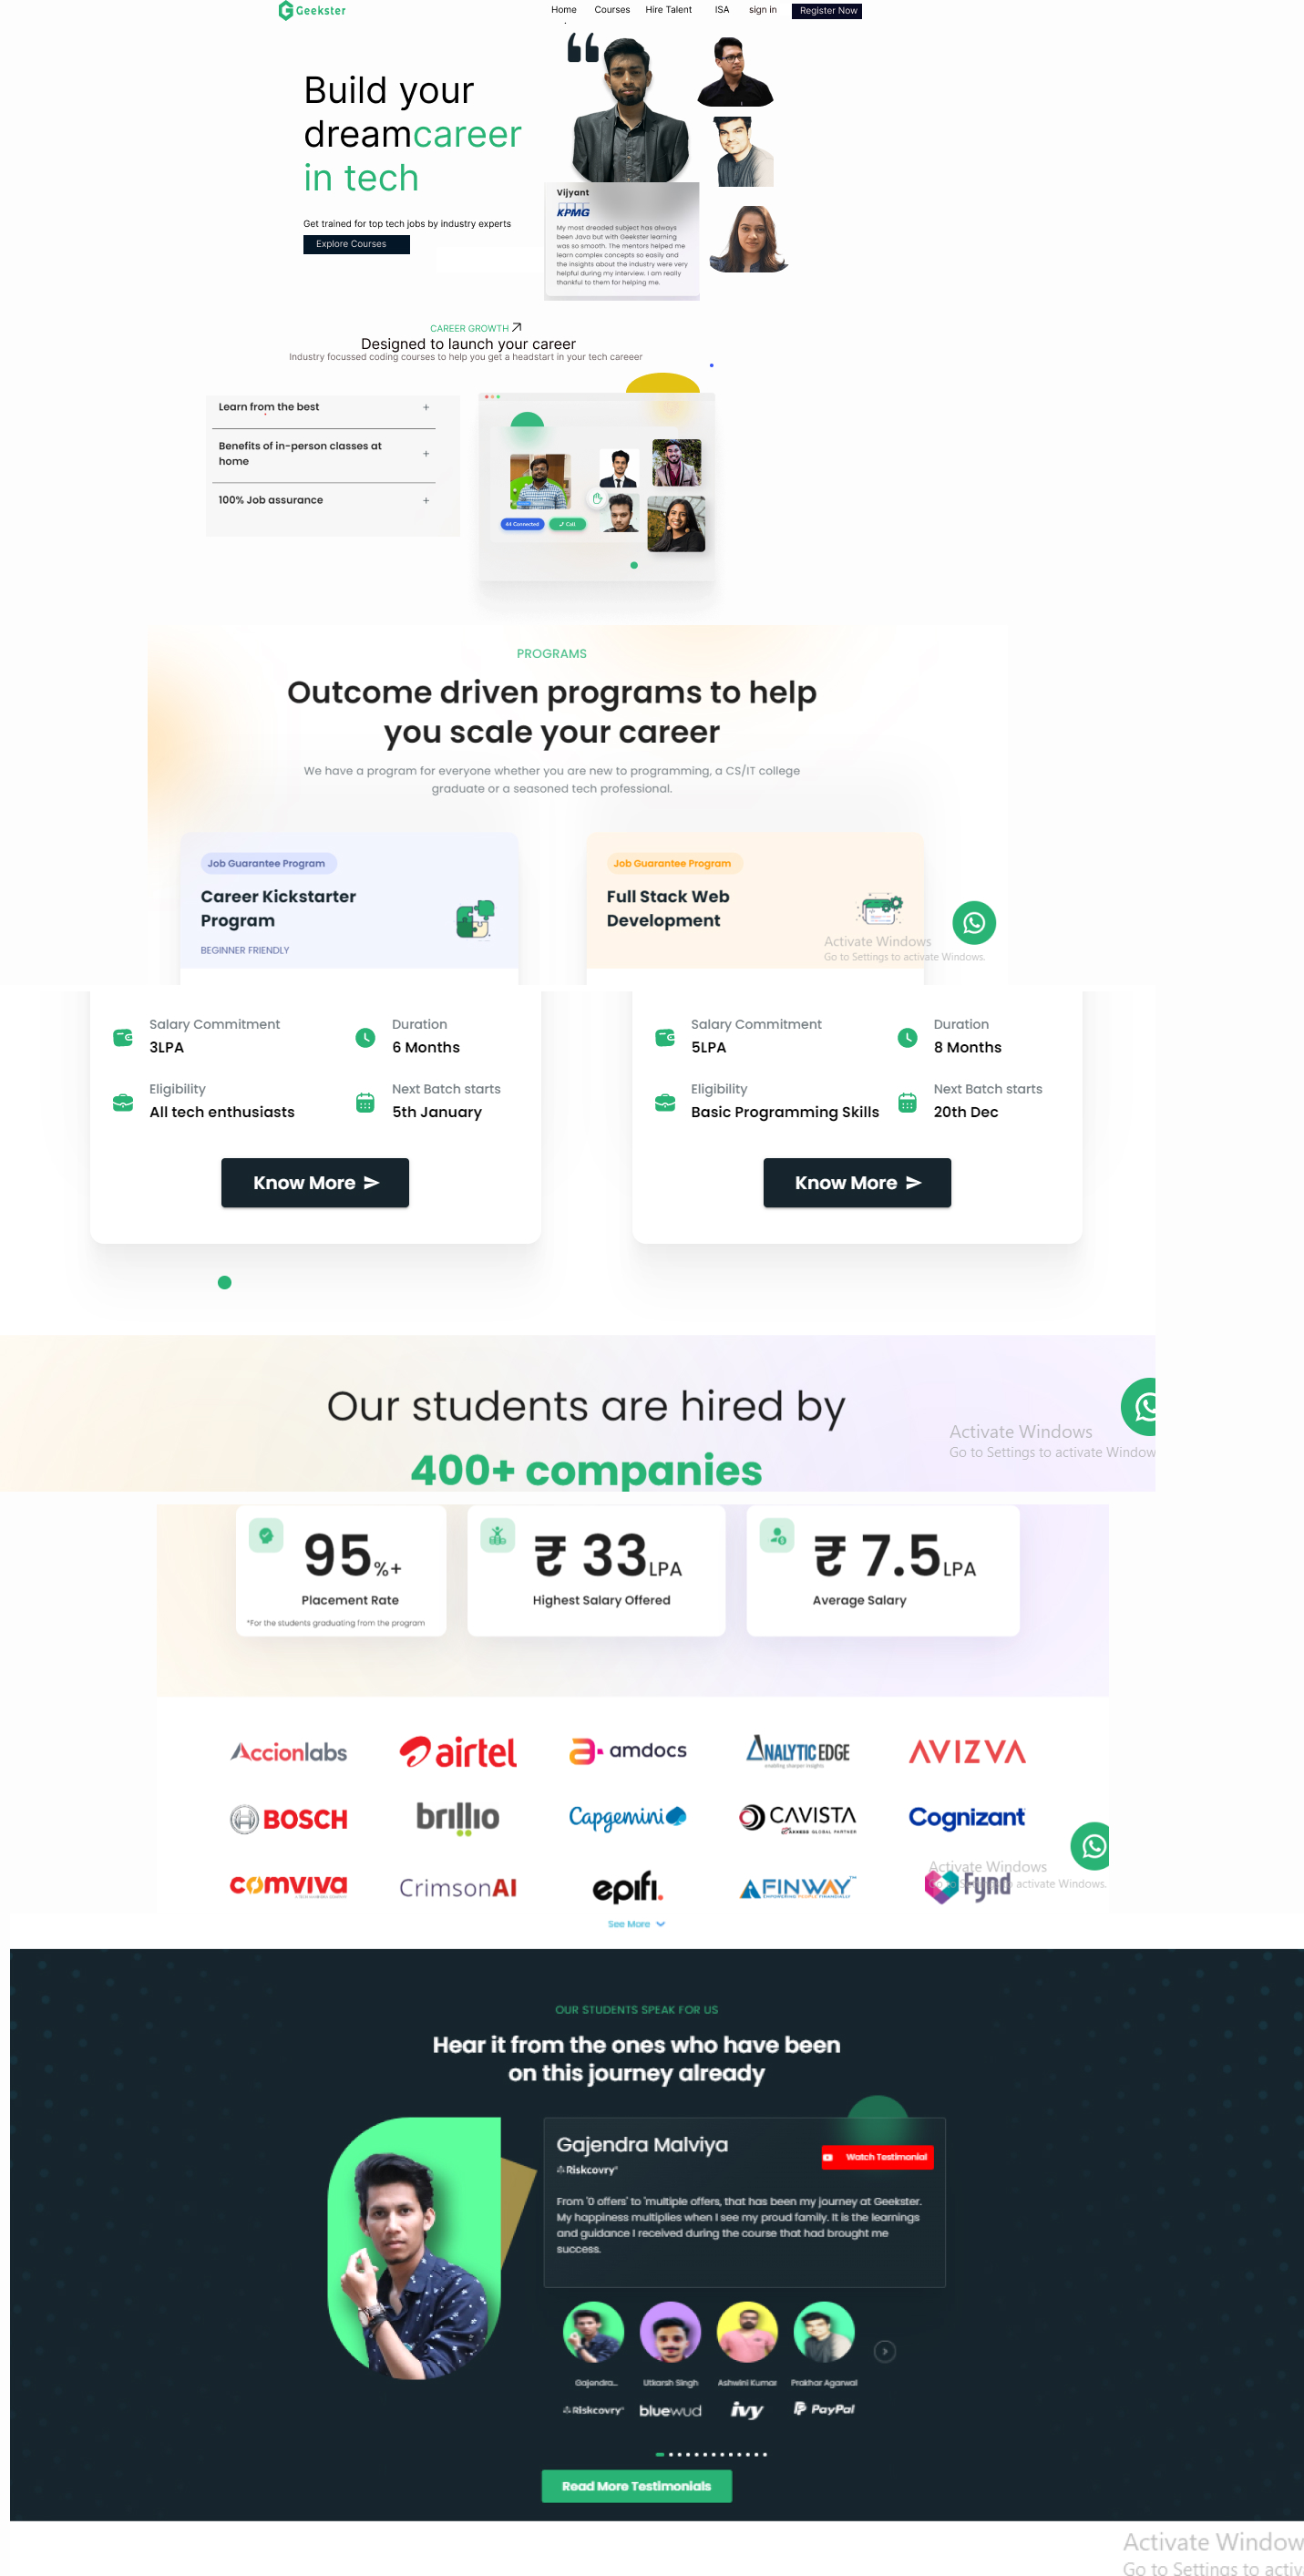 Geekster
Home Courses Hire Talent ISA sign in Register Now
Build your
dreamcareer
in tech
Get trained for top tech jobs by industry experts
Explore Courses
Vijyant
KPMG
My most dreaded subject has always
been Java but with Geekster learning
was so smooth. The mentors helped me
learn complex concepts so easily and
the insights about the industry were very
helpful during my interview. I am really
thankful to them for helping me.
CAREER GROWTH
Designed to launch your career
Industry focussed coding courses to help you get a headstart in your tech careeer
Learn from the best +
Benefits of in-person classes at
home +
100% Job assurance +
44 Connected
Call
PROGRAMS
Outcome driven programs to help
you scale your career
We have a program for everyone whether you are new to programming, a CS/IT college
graduate or a seasoned tech professional.
Job Guarantee Program
Career Kickstarter
Program
BEGINNER FRIENDLY
Job Guarantee Program
Full Stack Web
Development
Activate Windows
Go to Settings to activate Windows.
Salary Commitment
3LPA
Duration
6 Months
Eligibility
All tech enthusiasts
Next Batch starts
5th January
Know More
Salary Commitment
5LPA
Duration
8 Months
Eligibility
Basic Programming Skills
Next Batch starts
20th Dec
Know More
Our students are hired by
400+ companies
Activate Windows
Go to Settings to activate Window
95%+
Placement Rate
*For the students graduating from the program
₹ 33LPA
Highest Salary Offered
₹ 7.5LPA
Average Salary
Accionlabs
airtel
amdocs
ANALYTIC EDGE
enabling sharper insights
AVIZVA
BOSCH
brillio
Capgemini
CAVISTA
AXXESS GLOBAL PARTNER
Cognizant
comviva
CrimsonAI
epifi.
AFINWAY
EMPOWERING PEOPLE FINANCIALLY
Fynd
Activate Windows
activate Windows.
See More
OUR STUDENTS SPEAK FOR US
Hear it from the ones who have been
on this journey already
Gajendra Malviya
Riskcovry
Watch Testimonial
From '0 offers' to 'multiple offers, that has been my journey at Geekster.
My happiness multiplies when I see my proud family. It is the learnings
and guidance I received during the course that had brought me
success.
Gajendra... Utkarsh Singh Ashwini Kumar Prakhar Agarwal
Riskcovry bluewud ivy PayPal
Read More Testimonials
Activate Window
Go to Settings to activ